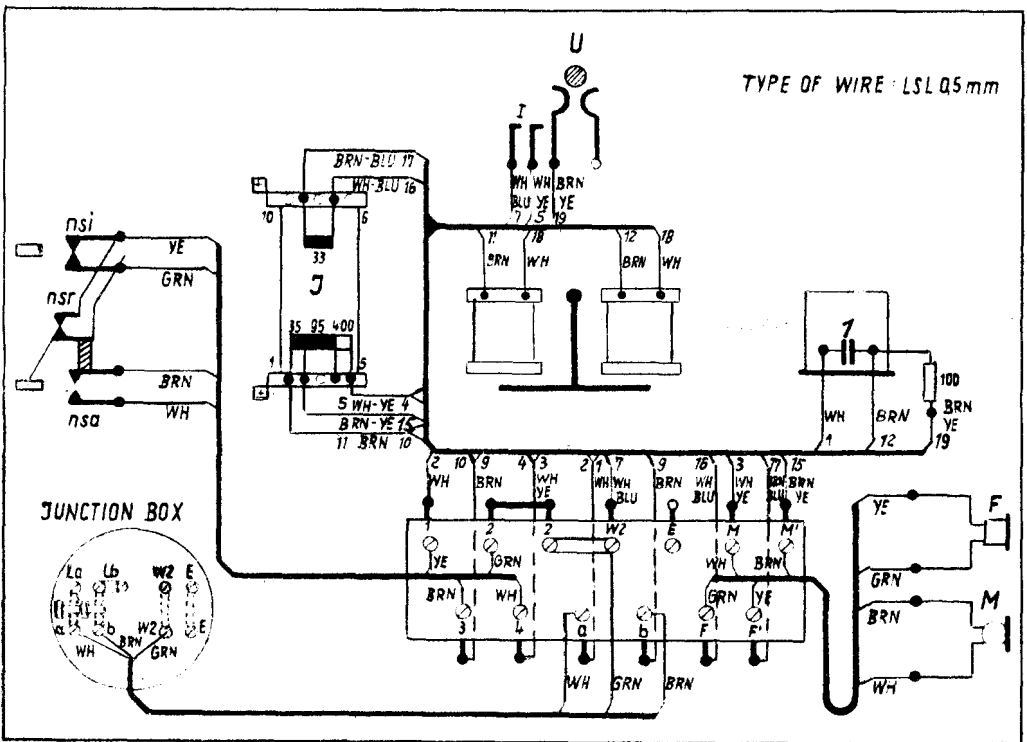 U
TYPE OF WIRE : LSL 0,5 mm
I
BRN-BLU 17
WH-BLU 16
WH WH BRN
BLU YE YE
7 5 19
10 6
33
J
35 95 400
1 5
5 WH-YE 4
BRN-YE 15
11 BRN 10
nsi
YE
GRN
nsr
BRN
WH
nsa
11 18 12 18
BRN WH BRN WH
1
100
WH BRN BRN
YE
1 12 19
2 10 9 4 3 2 1 7 9 16 3 17 15
WH BRN WH YE WH WH BLU BRN WH BLU WH YE BRN BLU BRN YE
2 2 W2 E M M'
YE GRN WH BRN
BRN WH GRN YE
3 4 a b F F'
WH GRN BRN
YE
F
GRN
BRN
M
WH
JUNCTION BOX
La Lb W2 E
a b W2 E
WH BRN GRN